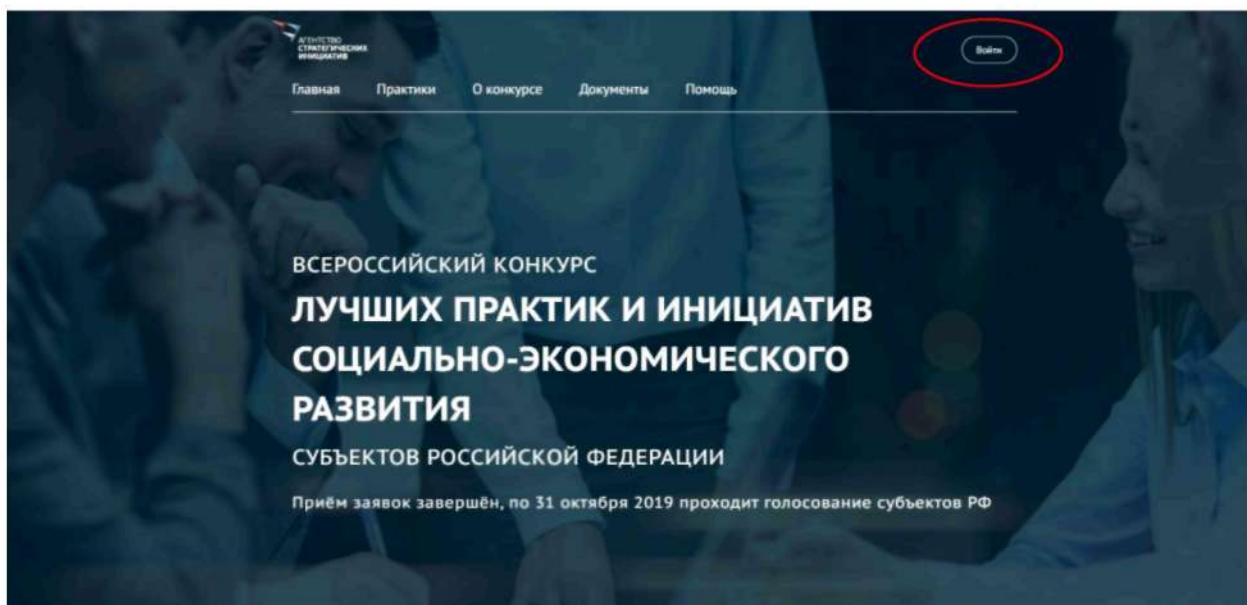 АГЕНТСТВО
СТРАТЕГИЧЕСКИХ
ИНИЦИАТИВ
Войти
Главная Практики О конкурсе Документы Помощь
ВСЕРОССИЙСКИЙ КОНКУРС
ЛУЧШИХ ПРАКТИК И ИНИЦИАТИВ
СОЦИАЛЬНО-ЭКОНОМИЧЕСКОГО
РАЗВИТИЯ
СУБЪЕКТОВ РОССИЙСКОЙ ФЕДЕРАЦИИ
Приём заявок завершён, по 31 октября 2019 проходит голосование субъектов РФ